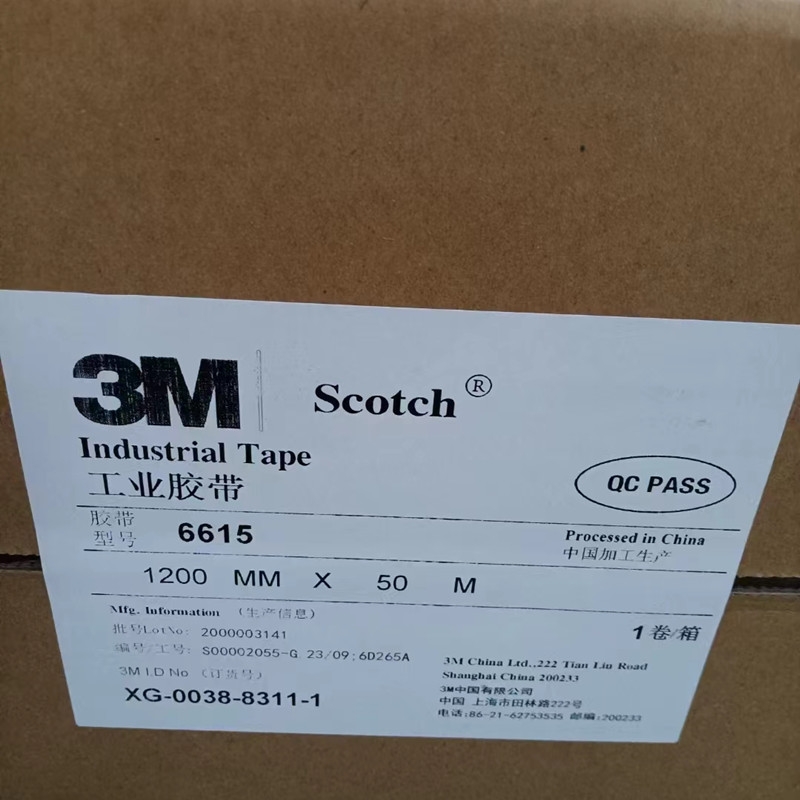 3M
Scotch®
Industrial Tape
工业胶带
QC PASS
胶带
型号 6615
Processed in China
中国加工生产
1200 MM X 50 M
Mfg. Information (生产信息)
批号LotNo: 2000003141
1卷/箱
编号/工号: S00002055-G 23/09;6D265A
3M I.D No (订货号)
XG-0038-8311-1
3M China Ltd.,222 Tian Lin Road
Shanghai China 200233
3M中国有限公司
中国 上海市田林路222号
电话:86-21-62753535 邮编:200233